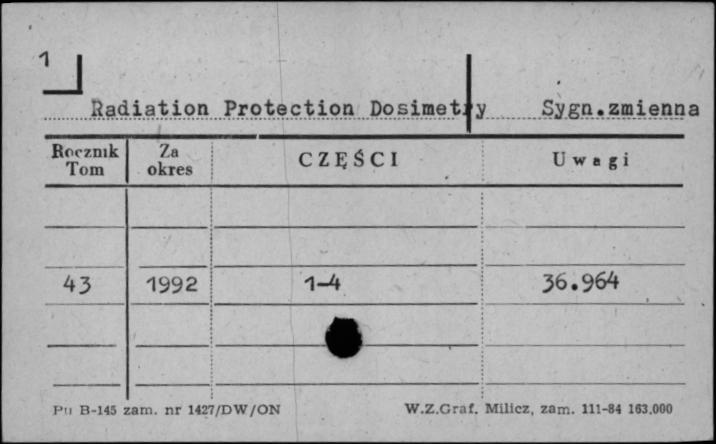 1
Radiation Protection Dosimetry Sygn.zmienna
Rocznik Tom Za okres CZĘŚCI Uwagi
43 1992 1-4 36.964
Pu B-145 zam. nr 1427/DW/ON W.Z.Graf. Milicz, zam. 111-84 163.000